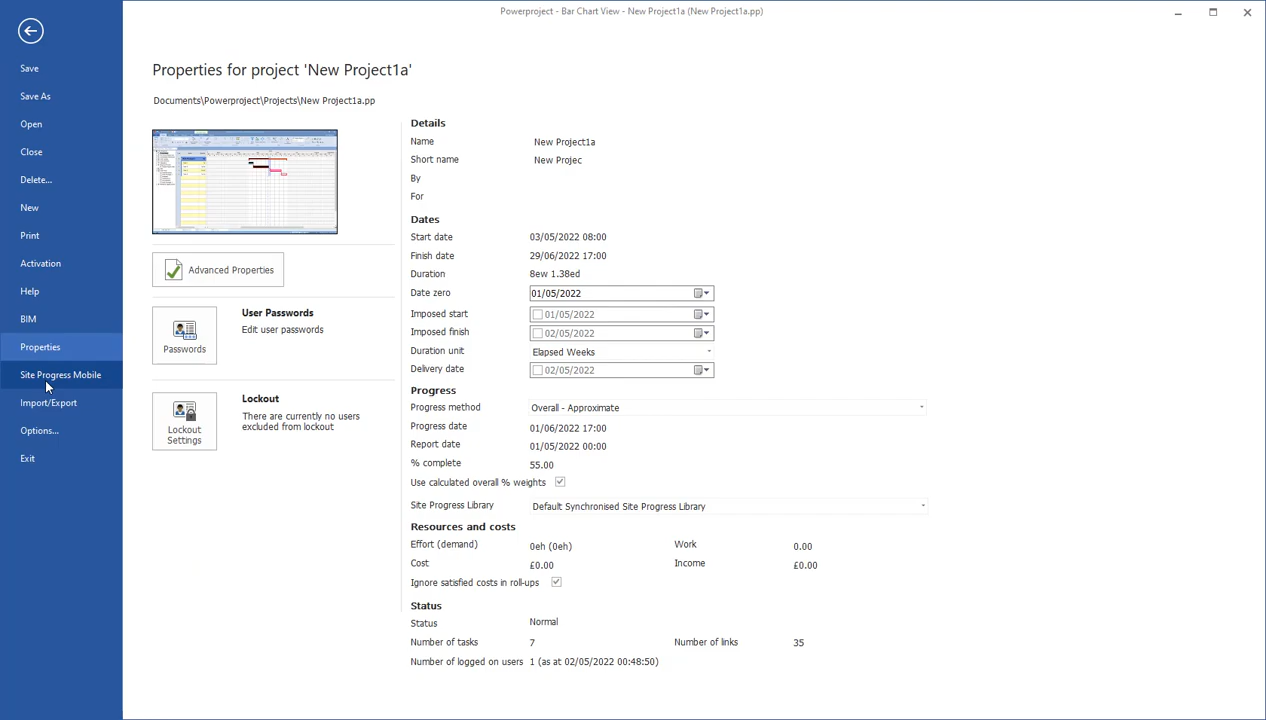 Powerproject - Bar Chart View - New Project1a (New Project1a.pp)
Save
Save As
Open
Close
Delete...
New
Print
Activation
Help
BIM
Properties
Site Progress Mobile
Import/Export
Options...
Exit
Properties for project 'New Project1a'
Documents\Powerproject\Projects\New Project1a.pp
Advanced Properties
Passwords
User Passwords
Edit user passwords
Lockout
Settings
Lockout
There are currently no users
excluded from lockout
Details
Name New Project1a
Short name New Projec
By
For
Dates
Start date 03/05/2022 08:00
Finish date 29/06/2022 17:00
Duration 8ew 1.38ed
Date zero 01/05/2022
Imposed start 01/05/2022
Imposed finish 02/05/2022
Duration unit Elapsed Weeks
Delivery date 02/05/2022
Progress
Progress method Overall - Approximate
Progress date 01/06/2022 17:00
Report date 01/05/2022 00:00
% complete 55.00
Use calculated overall % weights
Site Progress Library Default Synchronised Site Progress Library
Resources and costs
Effort (demand) 0eh (0eh) Work 0.00
Cost £0.00 Income £0.00
Ignore satisfied costs in roll-ups
Status
Status Normal
Number of tasks 7 Number of links 35
Number of logged on users 1 (as at 02/05/2022 00:48:50)